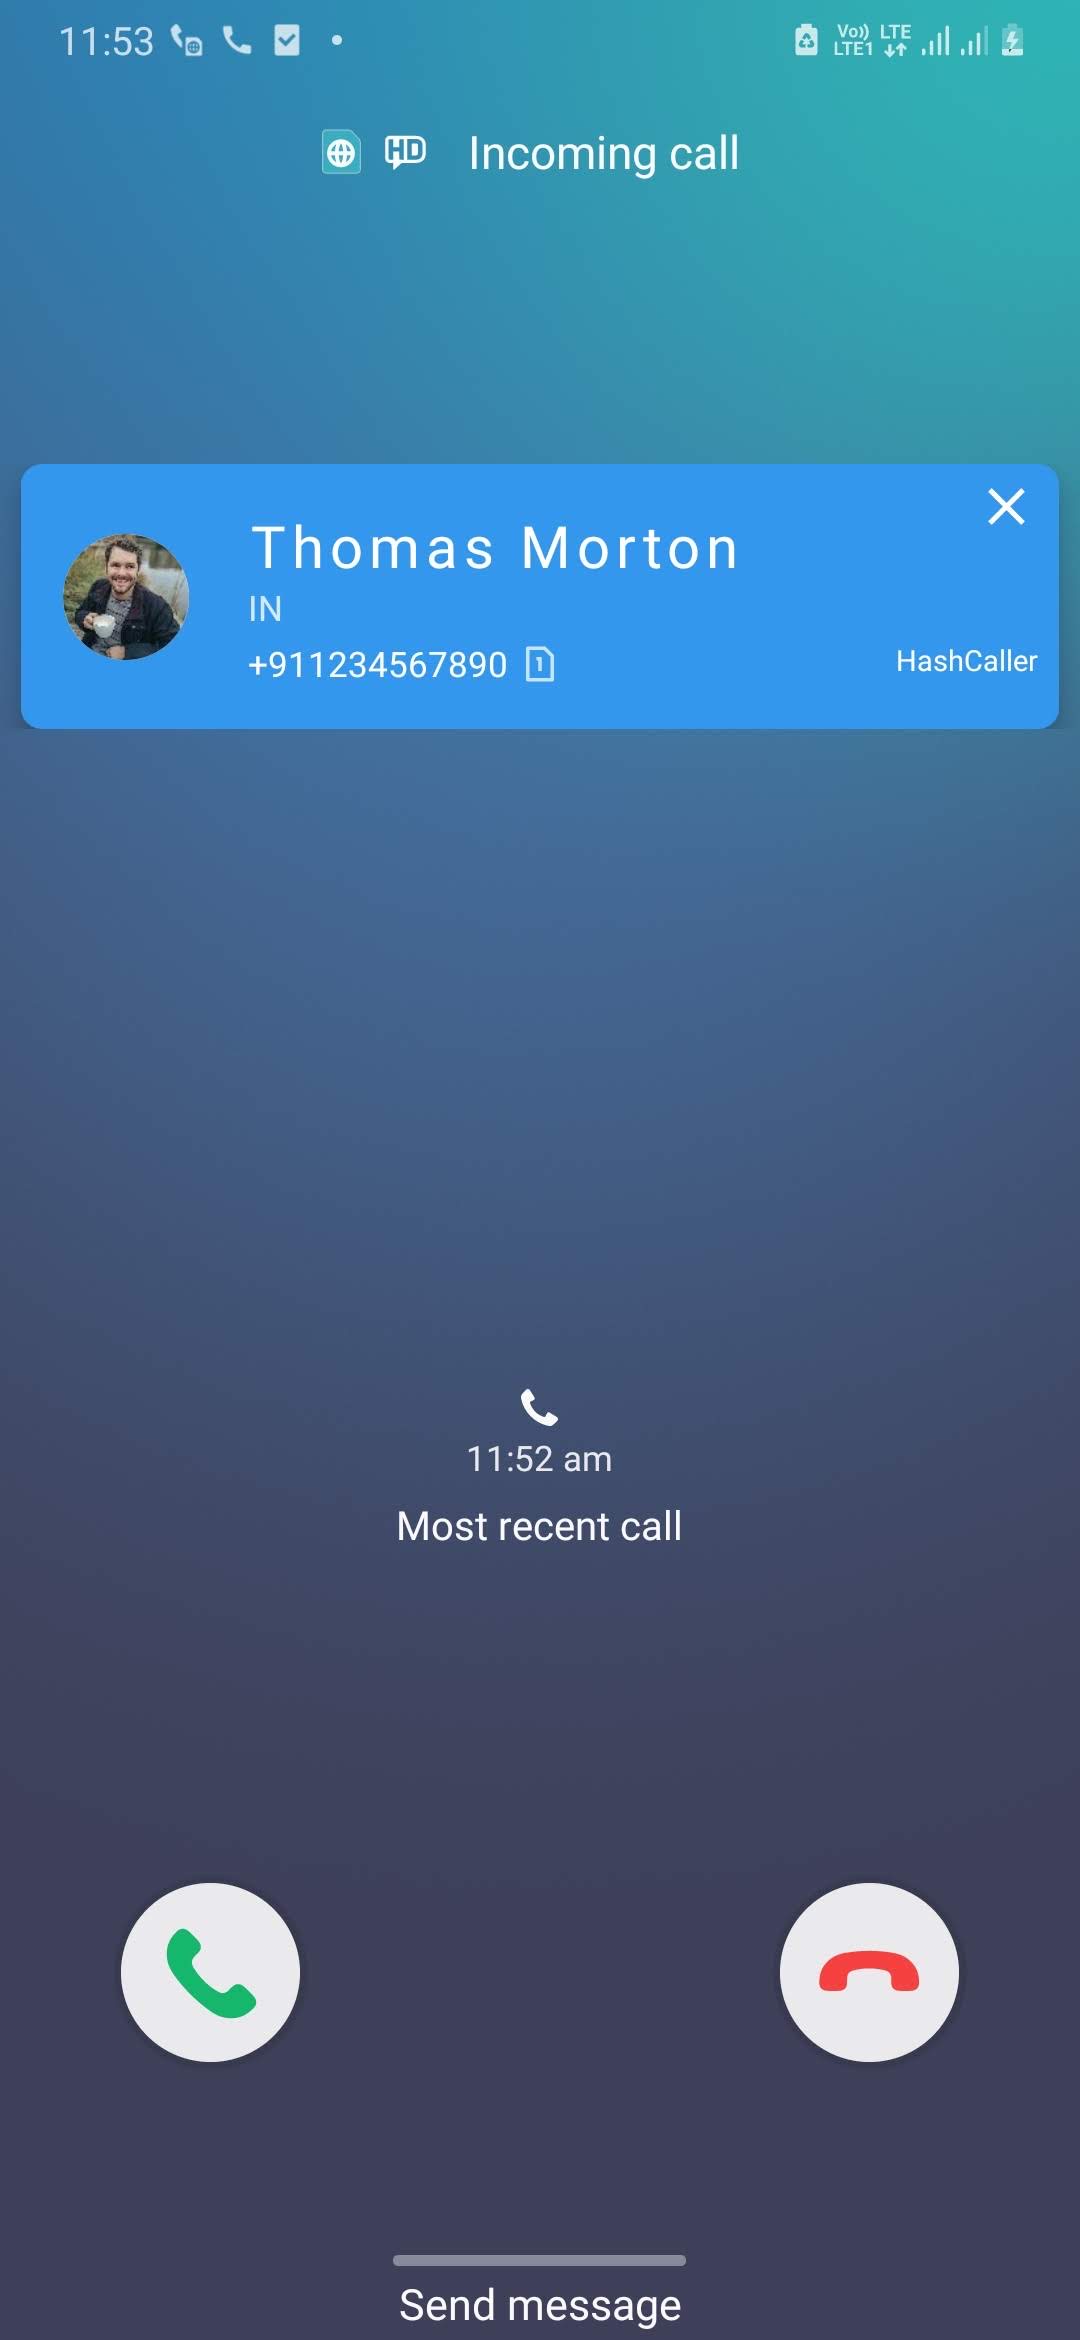 11:53
Vo)) LTE
LTE1
HD Incoming call
Thomas Morton
IN
+911234567890 1
HashCaller
11:52 am
Most recent call
Send message